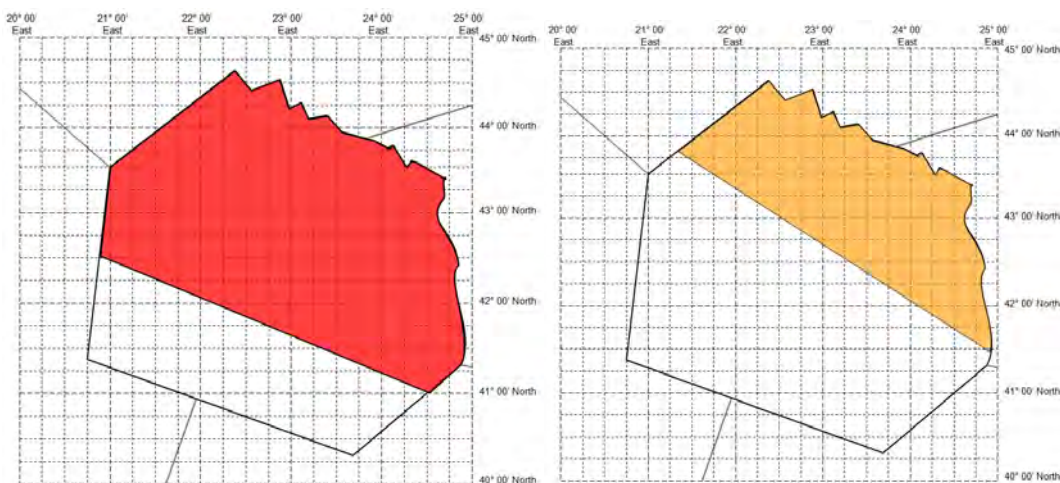 20° 00' 21° 00' 22° 00' 23° 00' 24° 00' 25° 00'
East East East East East East
45° 00' North
44° 00' North
43° 00' North
42° 00' North
41° 00' North
40° 00' North
20° 00' 21° 00' 22° 00' 23° 00' 24° 00' 25° 00'
East East East East East East
45° 00' North
44° 00' North
43° 00' North
42° 00' North
41° 00' North
40° 00' North